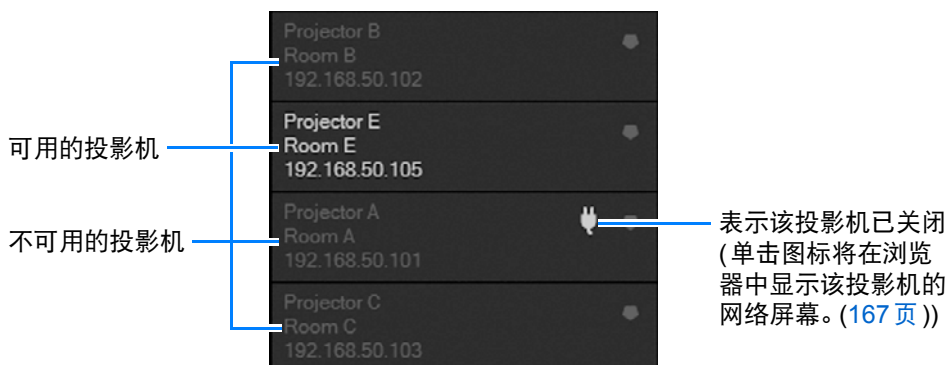 Projector B
Room B
192.168.50.102
Projector E
Room E
192.168.50.105
Projector A
Room A
192.168.50.101
Projector C
Room C
192.168.50.103
可用的投影机
不可用的投影机
表示该投影机已关闭
(单击图标将在浏览
器中显示该投影机的
网络屏幕。(167 页))